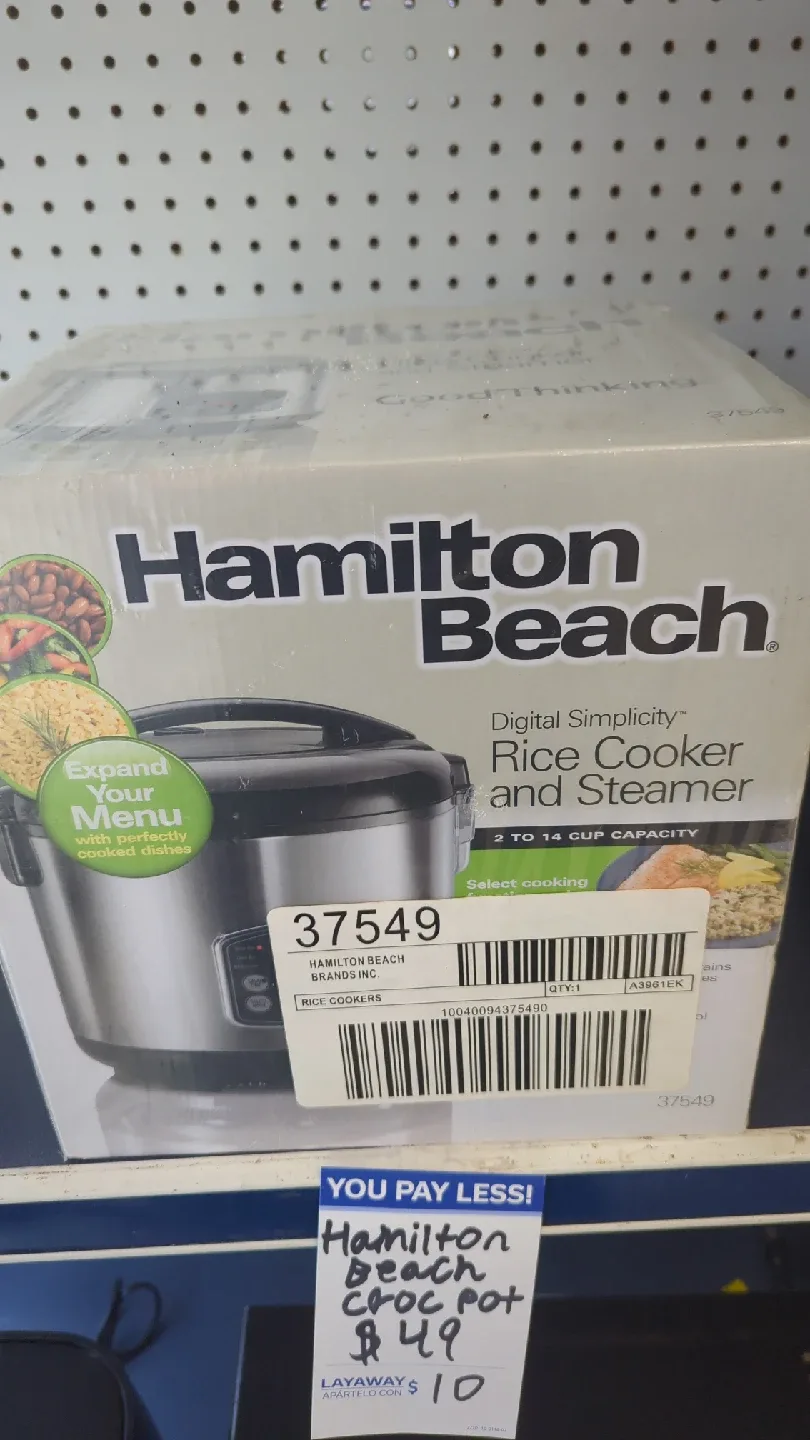 GoodThinking
37549
Hamilton
Beach®
Digital Simplicity™
Rice Cooker
and Steamer
2 TO 14 CUP CAPACITY
Expand
Your
Menu
with perfectly
cooked dishes
Select cooking
37549
HAMILTON BEACH
BRANDS INC.
RICE COOKERS
QTY:1
A3961EK
10040094375490
37549
YOU PAY LESS!
Hamilton
Beach
Croc Pot
$49
LAYAWAY
APÁRTELO CON
$ 10